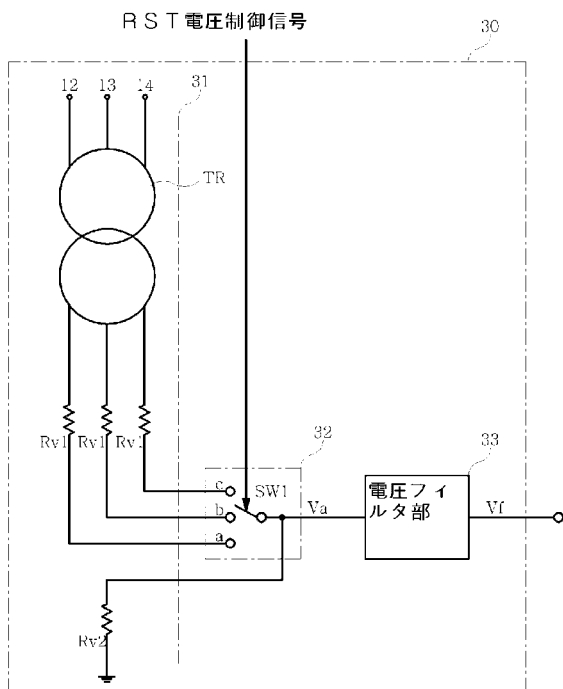 ＲＳＴ電圧制御信号
30
31
12 13 14
TR
Rv1 Rv1 Rv1
32
33
c
SW1
b
a
Va
電圧フィ
ルタ部
Vf
Rv2